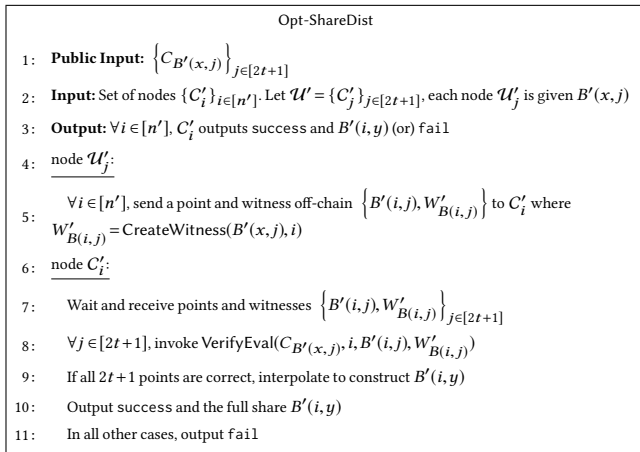 Opt-ShareDist
1: Public Input: {C_{B′(x,j)}}_{j∈[2t+1]}
2: Input: Set of nodes {C′_i}_{i∈[n′]}. Let 𝒰′ = {C′_j}_{j∈[2t+1]}, each node 𝒰′_j is given B′(x,j)
3: Output: ∀i∈[n′], C′_i outputs success and B′(i,y) (or) fail
4: node 𝒰′_j:
5: ∀i∈[n′], send a point and witness off-chain {B′(i,j),W′_{B(i,j)}} to C′_i where
W′_{B(i,j)}=CreateWitness(B′(x,j),i)
6: node C′_i:
7: Wait and receive points and witnesses {B′(i,j),W′_{B(i,j)}}_{j∈[2t+1]}
8: ∀j∈[2t+1], invoke VerifyEval(C_{B′(x,j)},i,B′(i,j),W′_{B(i,j)})
9: If all 2t+1 points are correct, interpolate to construct B′(i,y)
10: Output success and the full share B′(i,y)
11: In all other cases, output fail